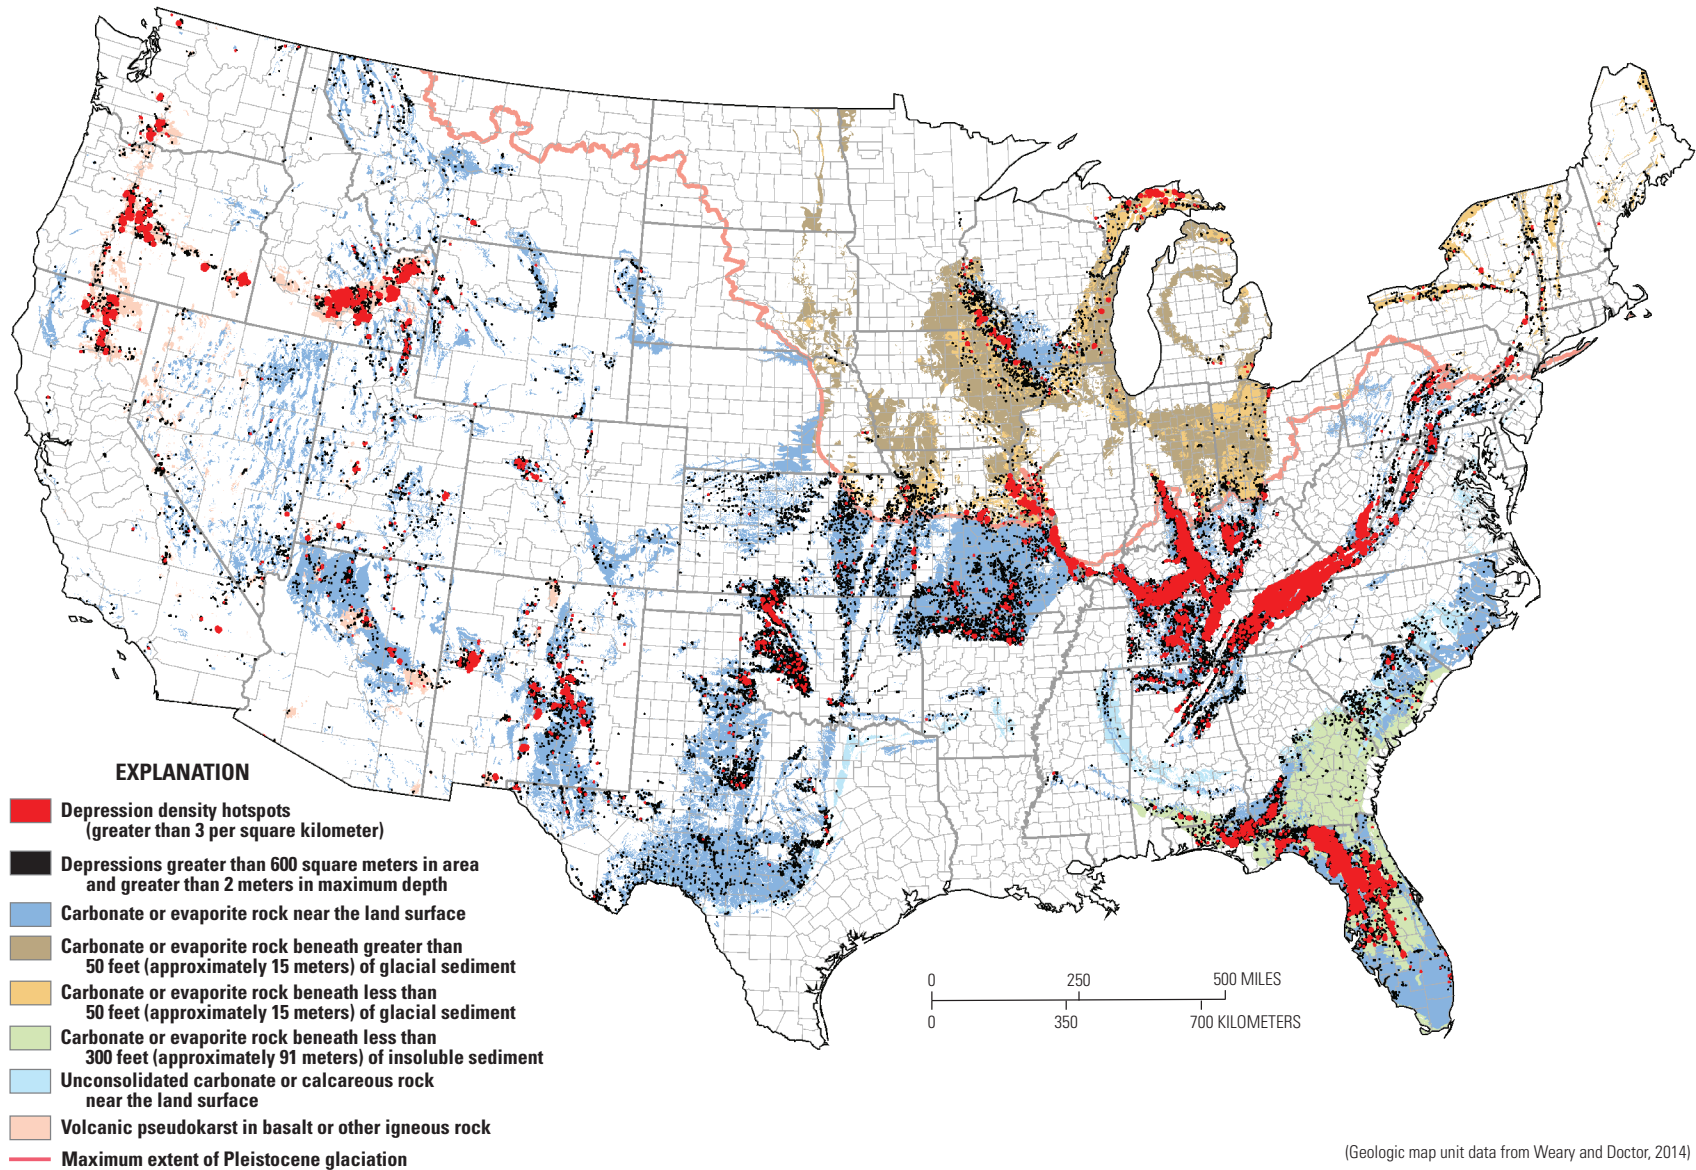 EXPLANATION
Depression density hotspots
(greater than 3 per square kilometer)
Depressions greater than 600 square meters in area
and greater than 2 meters in maximum depth
Carbonate or evaporite rock near the land surface
Carbonate or evaporite rock beneath greater than
50 feet (approximately 15 meters) of glacial sediment
Carbonate or evaporite rock beneath less than
50 feet (approximately 15 meters) of glacial sediment
Carbonate or evaporite rock beneath less than
300 feet (approximately 91 meters) of insoluble sediment
Unconsolidated carbonate or calcareous rock
near the land surface
Volcanic pseudokarst in basalt or other igneous rock
Maximum extent of Pleistocene glaciation
0 250 500 MILES
0 350 700 KILOMETERS
(Geologic map unit data from Weary and Doctor, 2014)